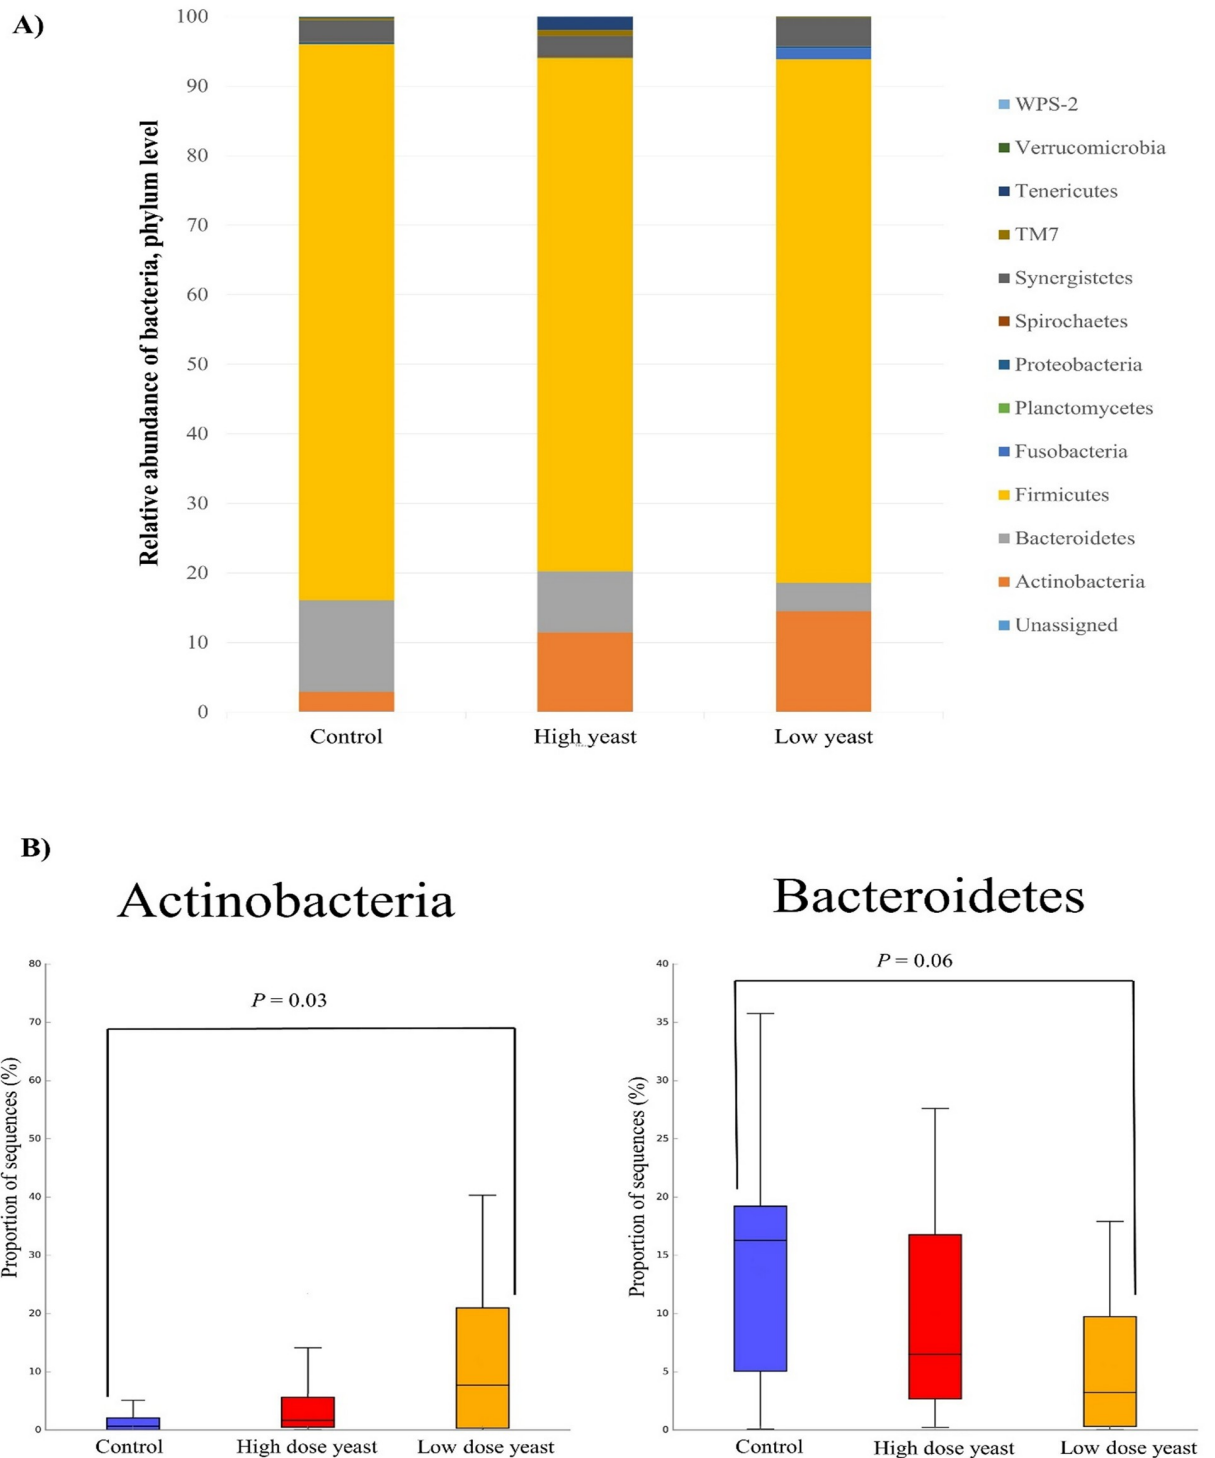 A)
Relative abundance of bacteria, phylum level
100
90
80
70
60
50
40
30
20
10
0
Control
High yeast
Low yeast
WPS-2
Verrucomicrobia
Tenericutes
TM7
Synergistetes
Spirochaetes
Proteobacteria
Planctomycetes
Fusobacteria
Firmicutes
Bacteroidetes
Actinobacteria
Unassigned
B)
Actinobacteria
Proportion of sequences (%)
80
70
60
50
40
30
20
10
0
P = 0.03
Control
High dose yeast
Low dose yeast
Bacteroidetes
Proportion of sequences (%)
40
35
30
25
20
15
10
5
0
P = 0.06
Control
High dose yeast
Low dose yeast